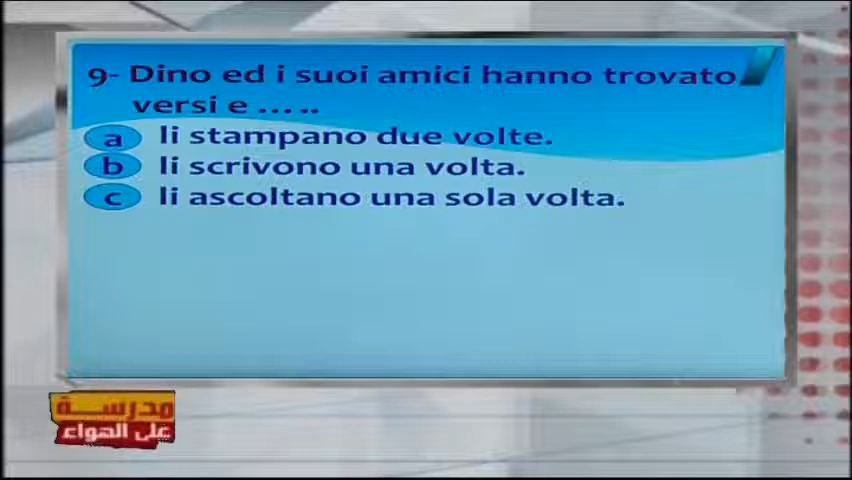 9- Dino ed i suoi amici hanno trovato
versi e .....
a li stampano due volte.
b li scrivono una volta.
c li ascoltano una sola volta.
مدرسة
على الهواء